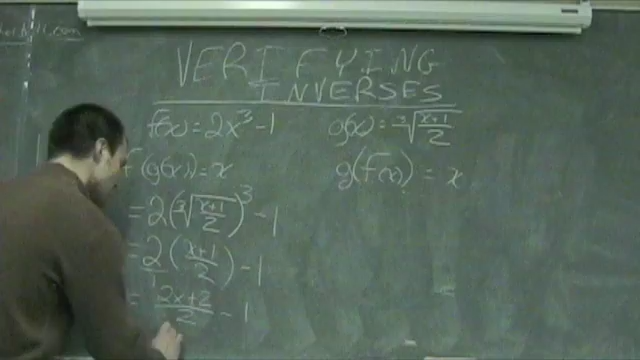 VERIFYING
INVERSES
f(x) = 2x³ - 1
g(x) = ∛((x+1)/2)
f(g(x)) = x
g(f(x)) = x
= 2(∛((x+1)/2))³ - 1
= 2/1 ((x+1)/2) - 1
= (2x+2)/2 - 1